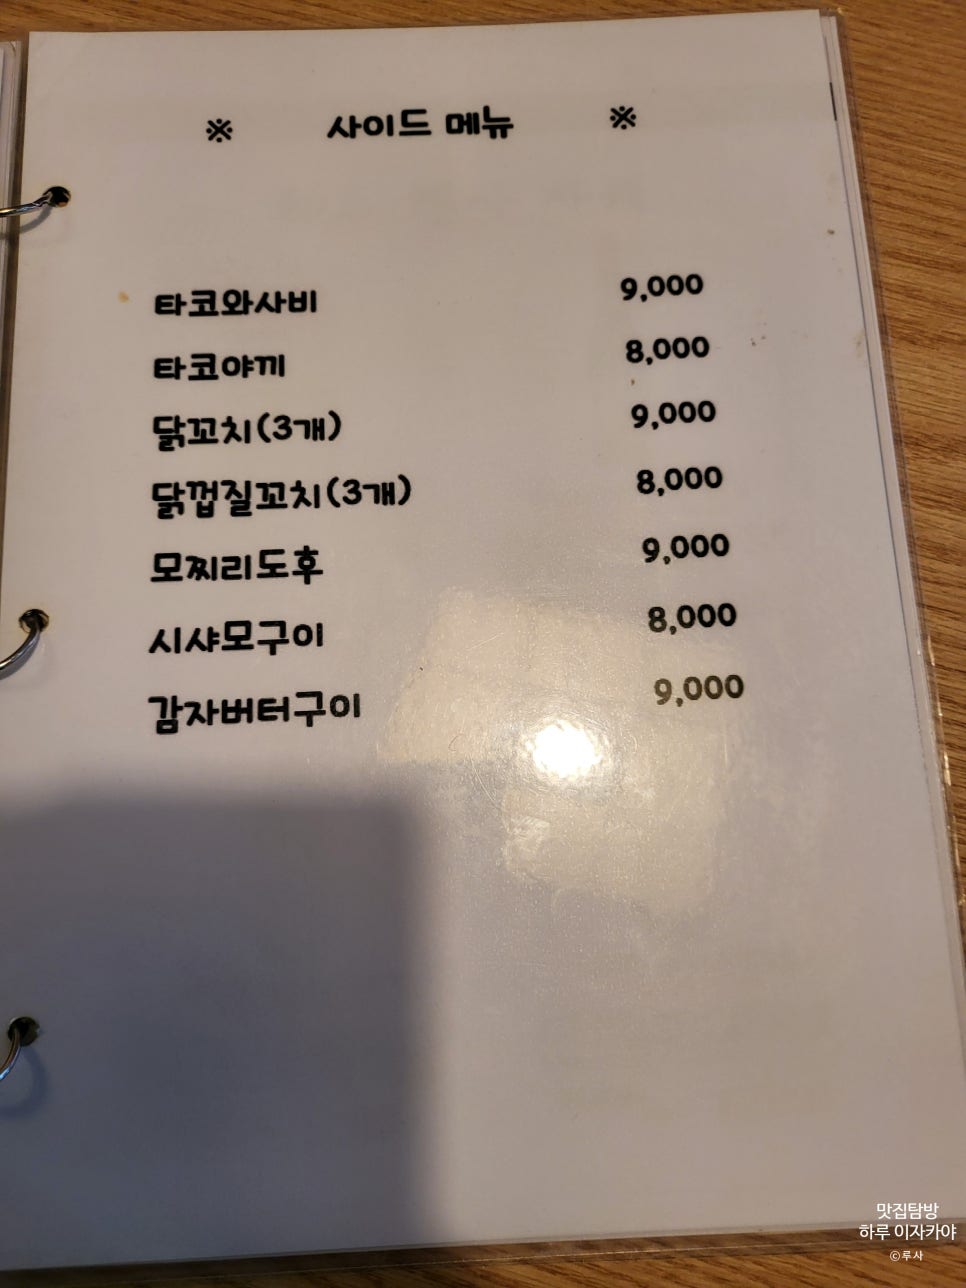 ※ 사이드 메뉴 ※
타코와사비 9,000
타코야끼 8,000
닭꼬치(3개) 9,000
닭껍질꼬치(3개) 8,000
모찌리도후 9,000
시샤모구이 8,000
감자버터구이 9,000
맛집탐방
하루 이자카야
©루사